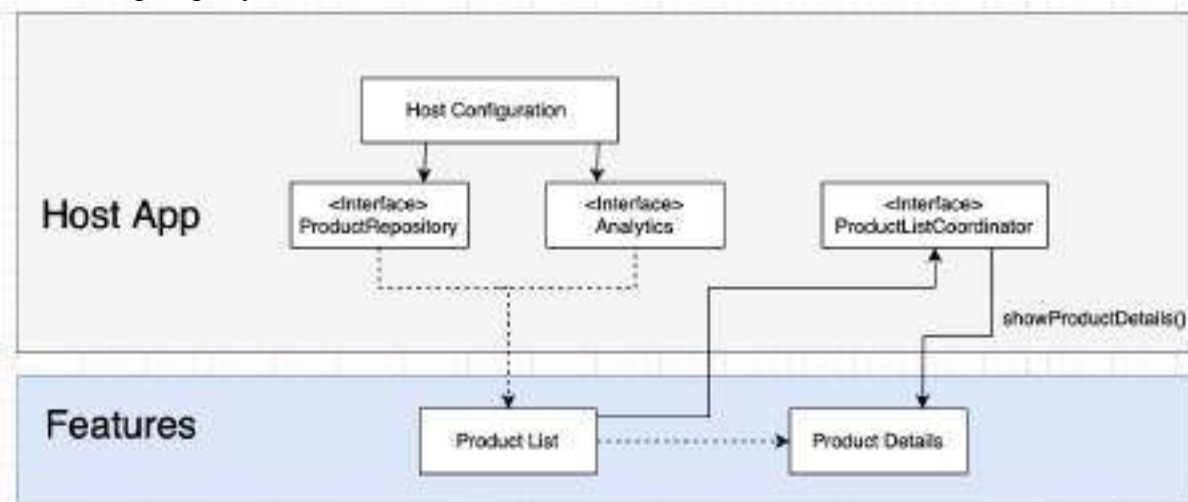 Host Configuration
<Interface>
ProductRepository
<Interface>
Analytics
<Interface>
ProductListCoordinator
Host App
showProductDetails()
Features
Product List
Product Details